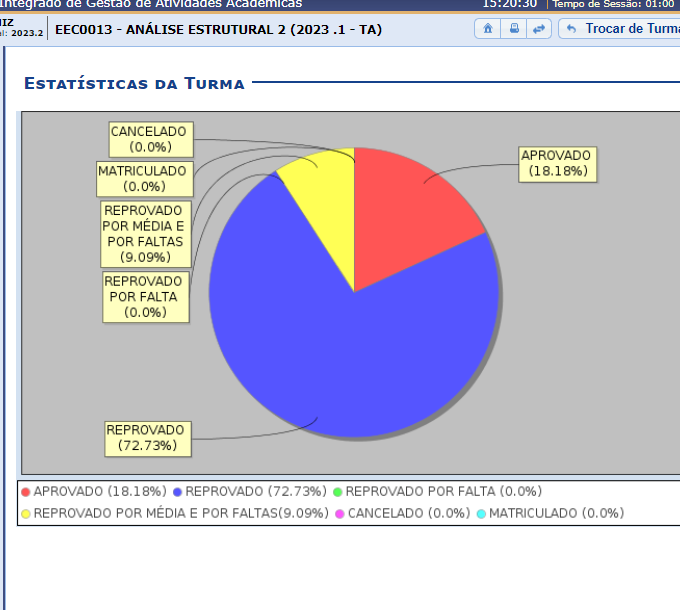 Integrado de Gestão de Atividades Acadêmicas 15:20:30 Tempo de Sessão: 01:00
2023.2 EEC0013 - ANÁLISE ESTRUTURAL 2 (2023 .1 - TA) Trocar de Turma
ESTATÍSTICAS DA TURMA
CANCELADO
(0.0%)
MATRICULADO
(0.0%)
REPROVADO
POR MÉDIA E
POR FALTAS
(9.09%)
REPROVADO
POR FALTA
(0.0%)
REPROVADO
(72.73%)
APROVADO
(18.18%)
APROVADO (18.18%) REPROVADO (72.73%) REPROVADO POR FALTA (0.0%)
REPROVADO POR MÉDIA E POR FALTAS(9.09%) CANCELADO (0.0%) MATRICULADO (0.0%)